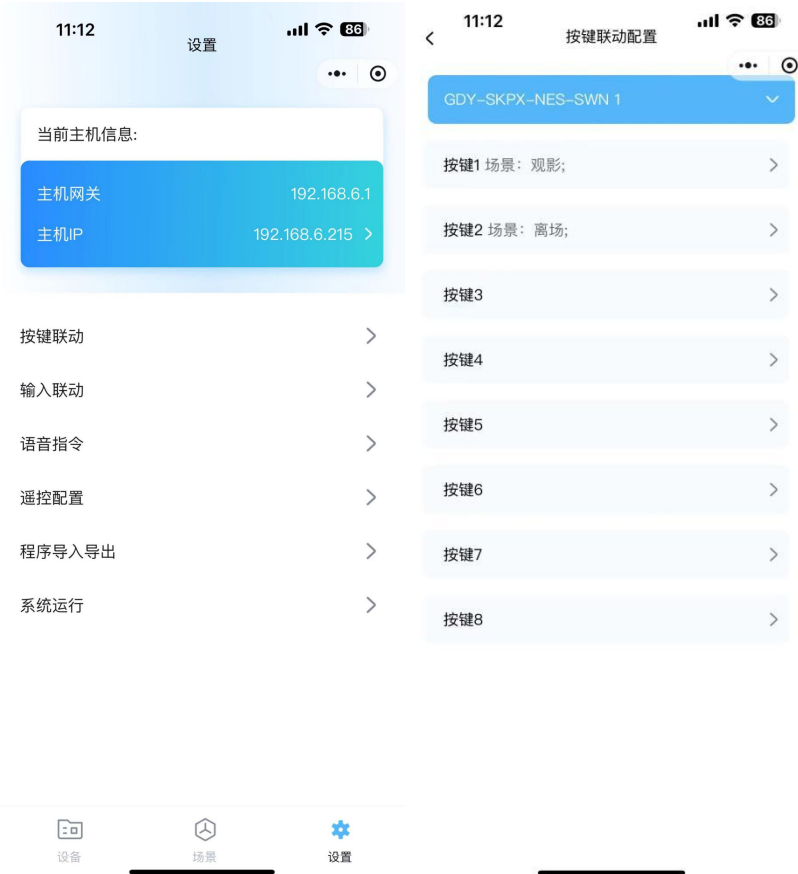 11:12
86
设置
当前主机信息:
主机网关 192.168.6.1
主机IP 192.168.6.215
按键联动
输入联动
语音指令
遥控配置
程序导入导出
系统运行
设备
场景
设置
11:12
86
按键联动配置
GDY-SKPX-NES-SWN 1
按键1 场景：观影;
按键2 场景：离场;
按键3
按键4
按键5
按键6
按键7
按键8